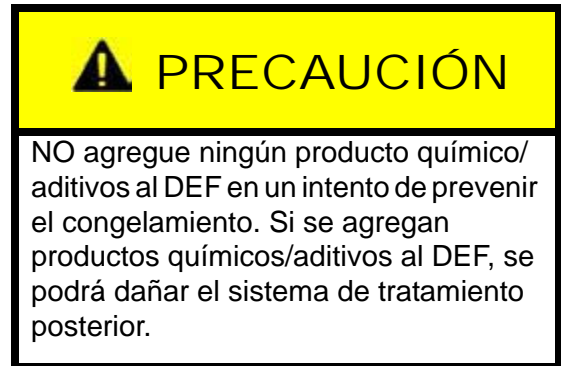 PRECAUCIÓN
NO agregue ningún producto químico/
aditivos al DEF en un intento de prevenir
el congelamiento. Si se agregan
productos químicos/aditivos al DEF, se
podrá dañar el sistema de tratamiento
posterior.